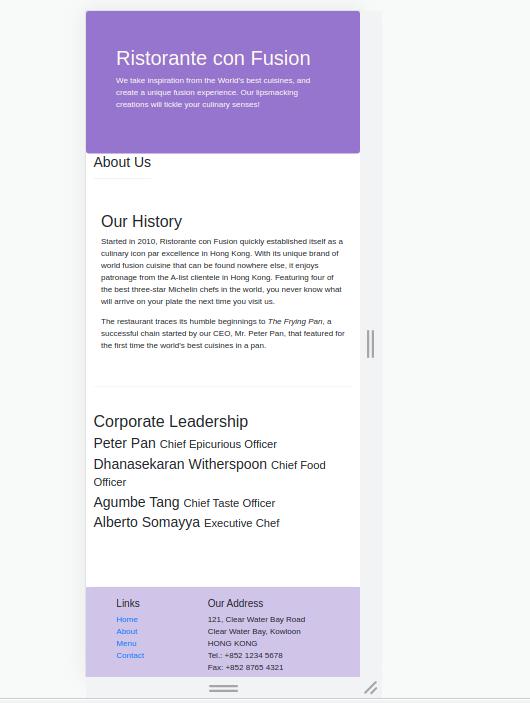 Ristorante con Fusion
We take inspiration from the World's best cuisines, and
create a unique fusion experience. Our lipsmacking
creations will tickle your culinary senses!
About Us
Our History
Started in 2010, Ristorante con Fusion quickly established itself as a
culinary icon par excellence in Hong Kong. With its unique brand of
world fusion cuisine that can be found nowhere else, it enjoys
patronage from the A-list clientele in Hong Kong. Featuring four of
the best three-star Michelin chefs in the world, you never know what
will arrive on your plate the next time you visit us.
The restaurant traces its humble beginnings to The Frying Pan, a
successful chain started by our CEO, Mr. Peter Pan, that featured for
the first time the world's best cuisines in a pan.
Corporate Leadership
Peter Pan Chief Epicurious Officer
Dhanasekaran Witherspoon Chief Food
Officer
Agumbe Tang Chief Taste Officer
Alberto Somayya Executive Chef
Links
Home
About
Menu
Contact
Our Address
121, Clear Water Bay Road
Clear Water Bay, Kowloon
HONG KONG
Tel.: +852 1234 5678
Fax: +852 8765 4321